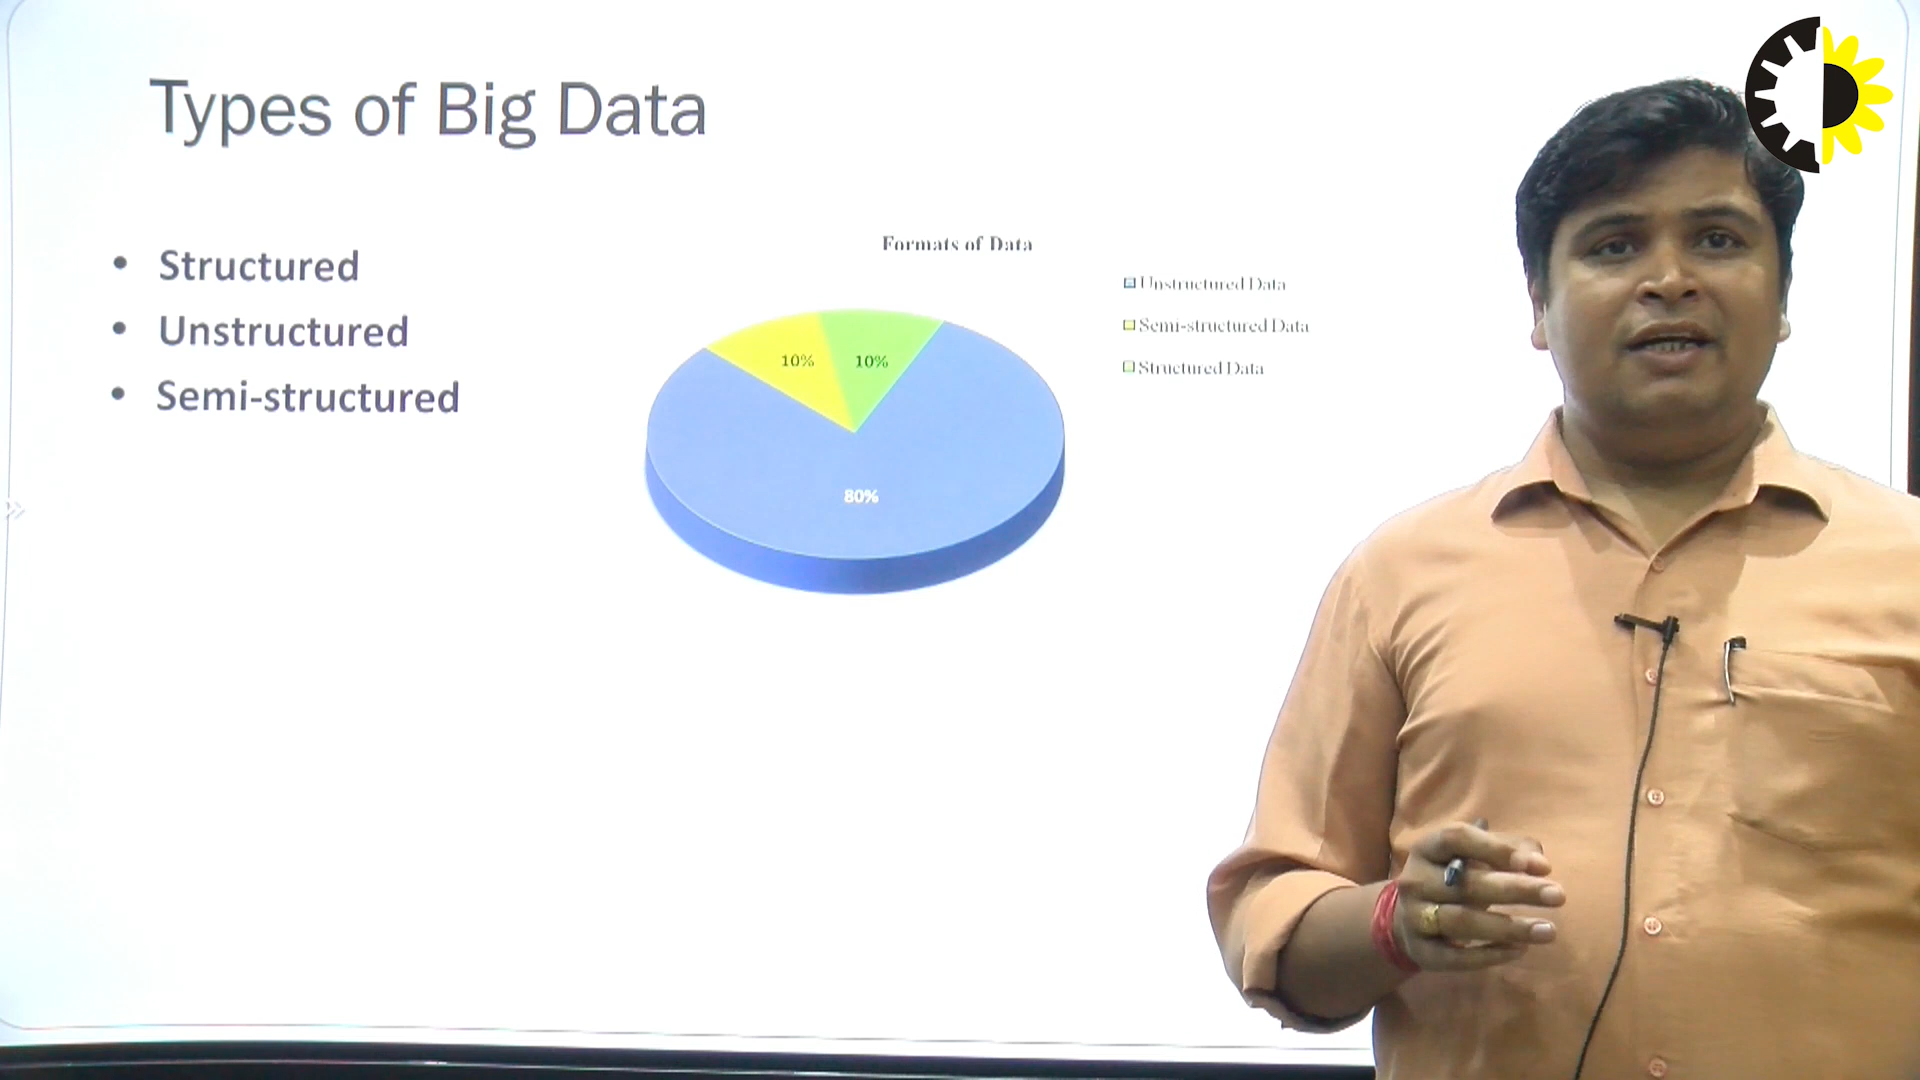 Types of Big Data
• Structured
• Unstructured
• Semi-structured
Formats of Data
Unstructured Data
Semi-structured Data
Structured Data
10%
10%
80%